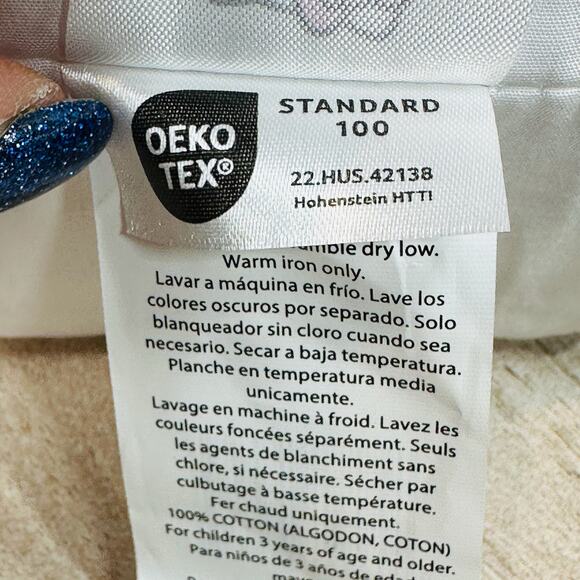 OEKO
TEX®
STANDARD
100
22.HUS.42138
Hohenstein HTTI
dry low.
Warm iron only.
Lavar a máquina en frío. Lave los
colores oscuros por separado. Solo
blanqueador sin cloro cuando sea
necesario. Secar a baja temperatura.
Planche en temperatura media
unicamente.
Lavage en machine à froid. Lavez les
couleurs foncées séparément. Seuls
les agents de blanchiment sans
chlore, si nécessaire. Sécher par
culbutage à basse température.
Fer chaud uniquement.
100% COTTON (ALGODON, COTON)
For children 3 years of age and older.
Para niños de 3 años de edad